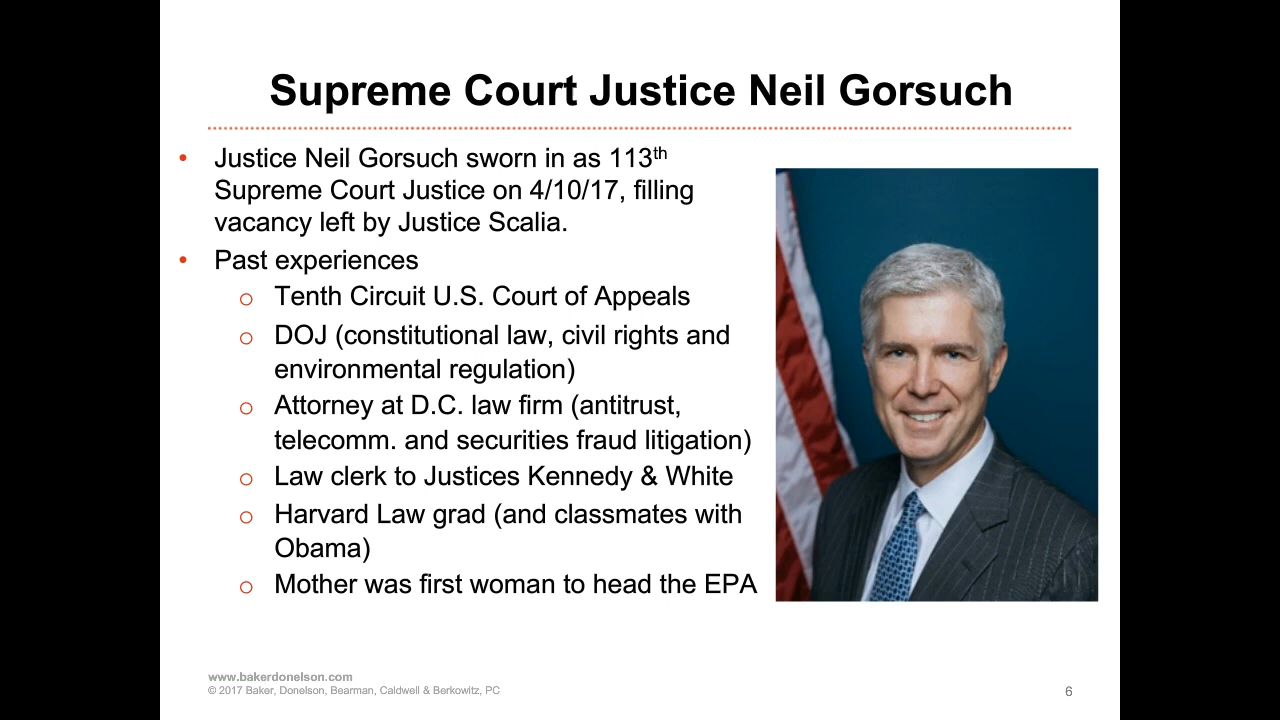 Supreme Court Justice Neil Gorsuch
• Justice Neil Gorsuch sworn in as 113th
Supreme Court Justice on 4/10/17, filling
vacancy left by Justice Scalia.
• Past experiences
o Tenth Circuit U.S. Court of Appeals
o DOJ (constitutional law, civil rights and
environmental regulation)
o Attorney at D.C. law firm (antitrust,
telecomm. and securities fraud litigation)
o Law clerk to Justices Kennedy & White
o Harvard Law grad (and classmates with
Obama)
o Mother was first woman to head the EPA
www.bakerdonelson.com
© 2017 Baker, Donelson, Bearman, Caldwell & Berkowitz, PC
6